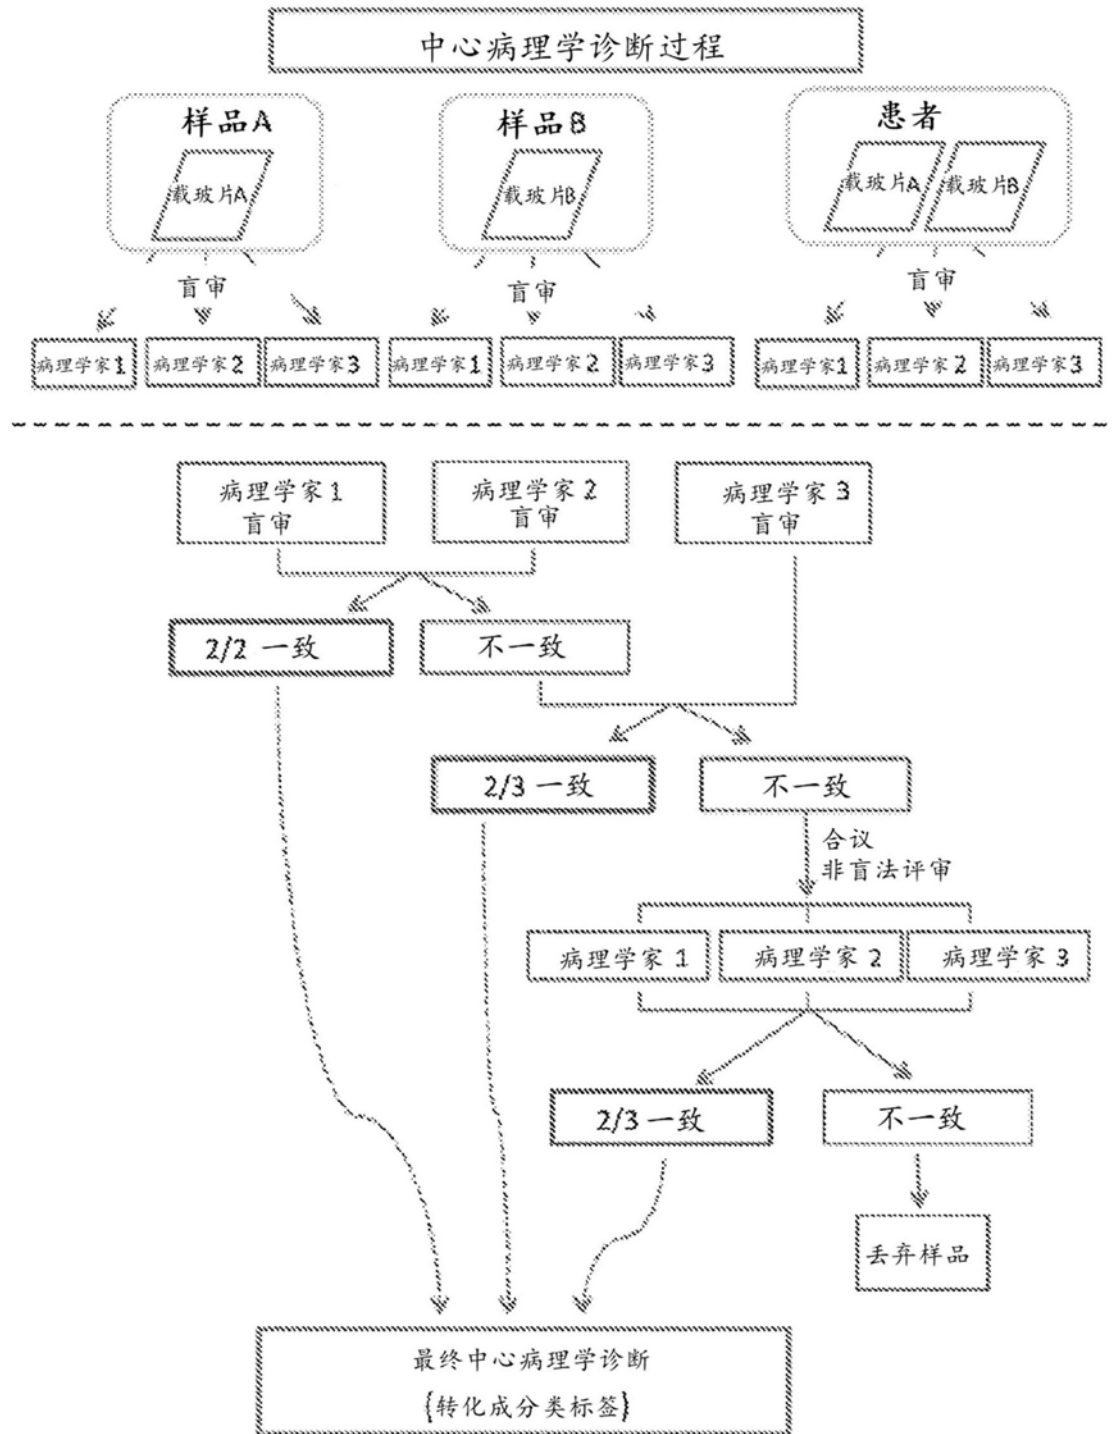 中心病理学诊断过程
样品A
样品B
患者
载玻片A
载玻片B
载玻片A
载玻片B
盲审
盲审
盲审
病理学家1
病理学家2
病理学家3
病理学家1
病理学家2
病理学家3
病理学家1
病理学家2
病理学家3
病理学家1
盲审
病理学家2
盲审
病理学家3
盲审
2/2 一致
不一致
2/3 一致
不一致
合议
非盲法评审
病理学家 1
病理学家 2
病理学家 3
2/3 一致
不一致
丢弃样品
最终中心病理学诊断
{转化成分类标签}